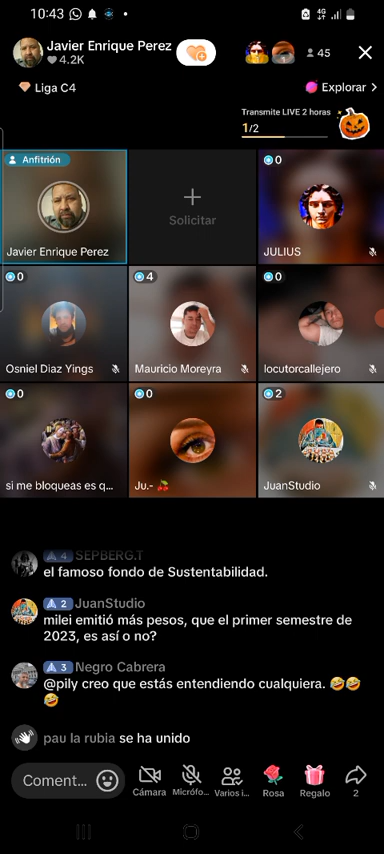 10:43
4G
Javier Enrique Perez
4.2K
45
Liga C4
Explorar
Transmite LIVE 2 horas
1/2
Anfitrión
Javier Enrique Perez
Solicitar
0
JULIUS
0
Osniel Diaz Yings
4
Mauricio Moreyra
0
locutorcallejero
0
si me bloqueas es q...
0
Ju.- 🍒
2
JuanStudio
4 SEPBERG.T
el famoso fondo de Sustentabilidad.
2 JuanStudio
milei emitió más pesos, que el primer semestre de
2023, es así o no?
3 Negro Cabrera
@pily creo que estás entendiendo cualquiera. 🤣🤣
🤣
pau la rubia se ha unido
Coment...
Cámara
Micrófo...
Varios i...
Rosa
Regalo
2